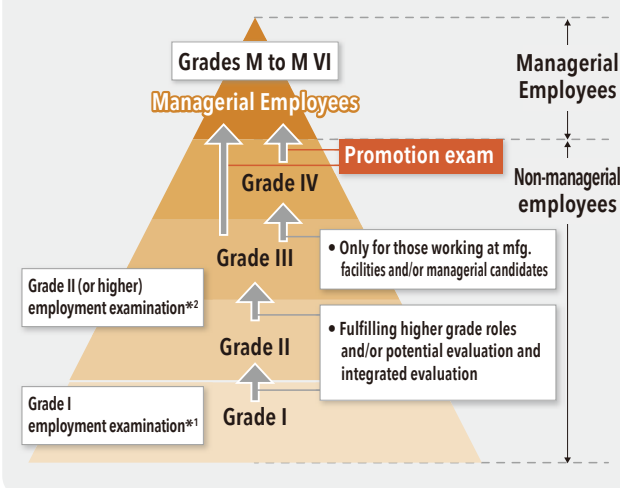 Grades M to M VI
Managerial Employees
Managerial
Employees
Promotion exam
Grade IV
Non-managerial
employees
Grade III
• Only for those working at mfg.
facilities and/or managerial candidates
Grade II (or higher)
employment examination*2
• Fulfilling higher grade roles
and/or potential evaluation and
integrated evaluation
Grade II
Grade I
employment examination*1
Grade I